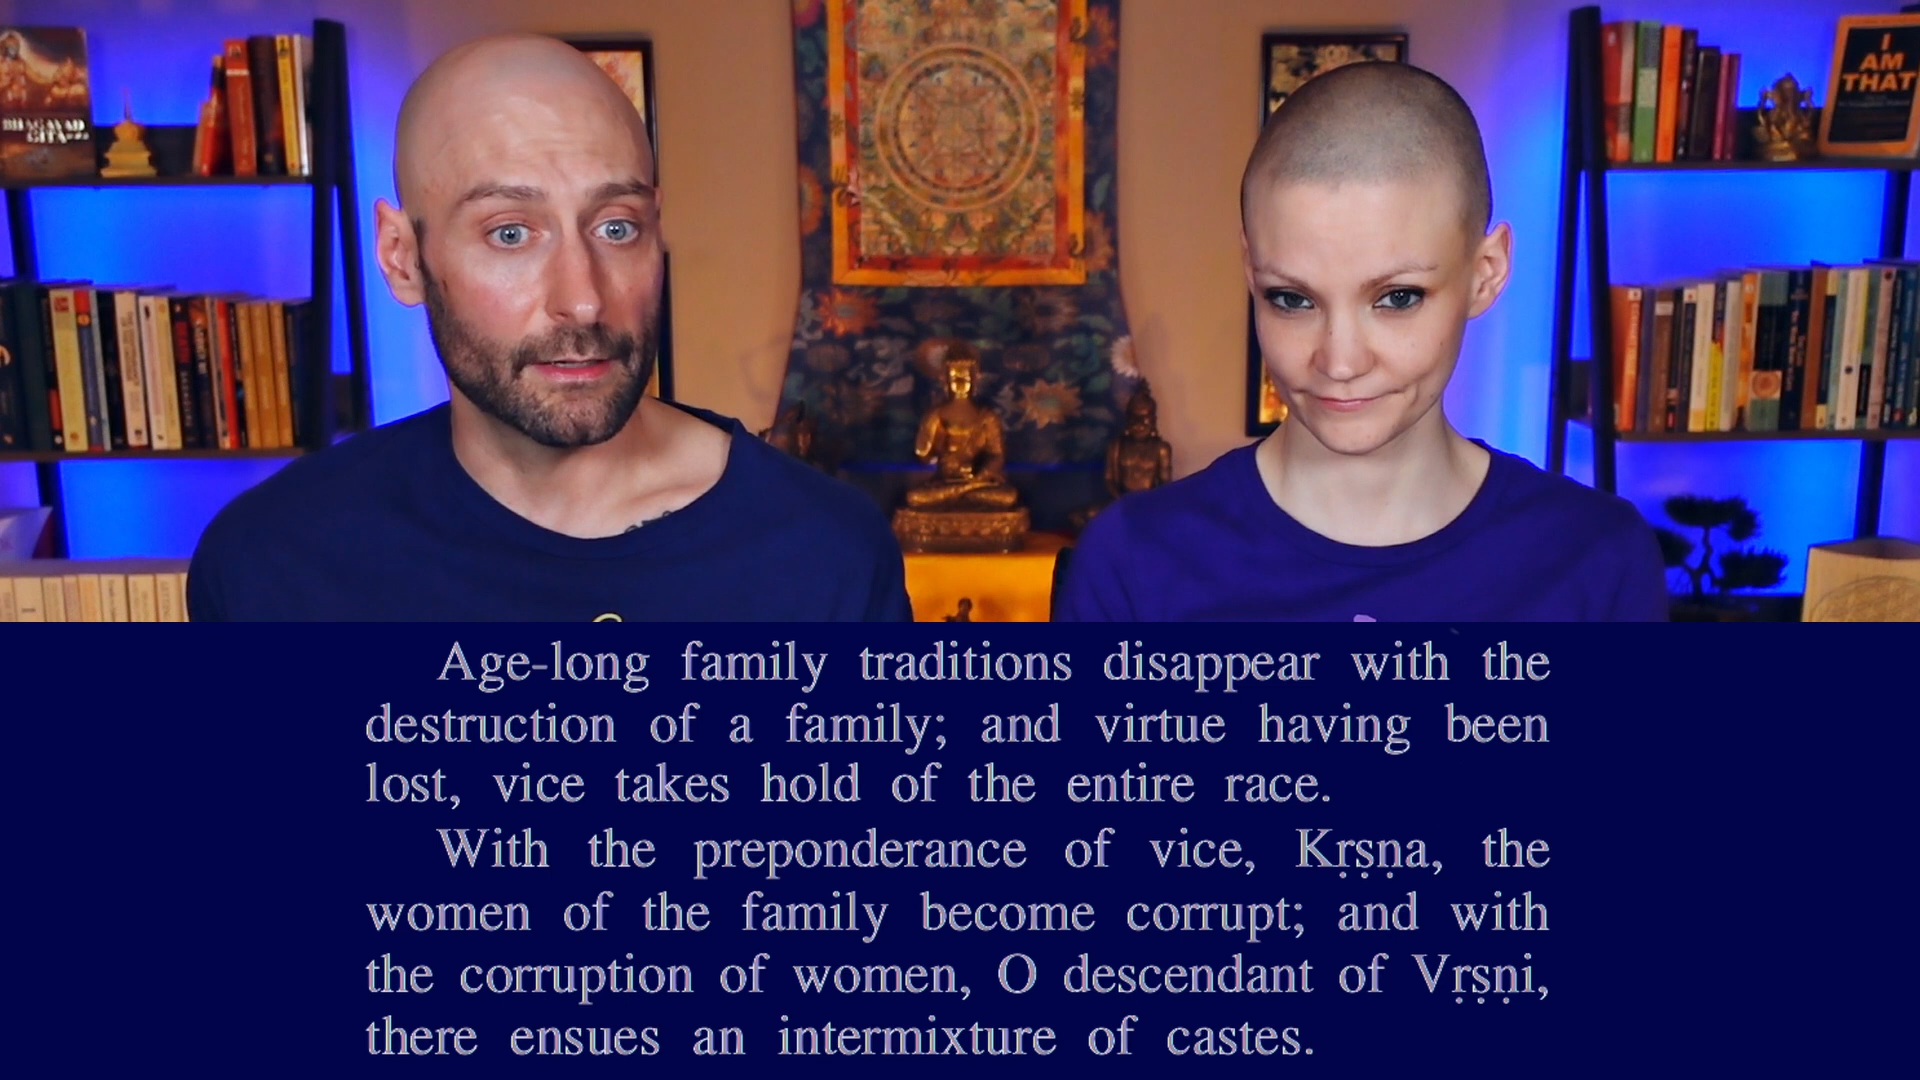 BHAGAVAD
GITA
I
AM
THAT
Age-long family traditions disappear with the
destruction of a family; and virtue having been
lost, vice takes hold of the entire race.
With the preponderance of vice, Kṛṣṇa, the
women of the family become corrupt; and with
the corruption of women, O descendant of Vṛṣṇi,
there ensues an intermixture of castes.